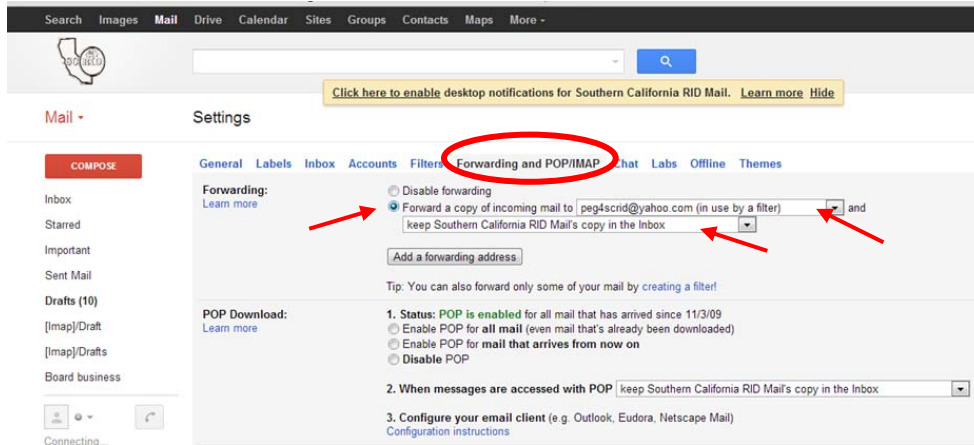 Search Images Mail Drive Calendar Sites Groups Contacts Maps More -
Click here to enable desktop notifications for Southern California RID Mail. Learn more Hide
Mail
Settings
COMPOSE
General Labels Inbox Accounts Filters Forwarding and POP/IMAP Chat Labs Offline Themes
Inbox
Starred
Important
Sent Mail
Drafts (10)
[Imap]/Draft
[Imap]/Drafts
Board business
Connecting...
Forwarding:
Learn more
Disable forwarding
Forward a copy of incoming mail to peg4scrid@yahoo.com (in use by a filter) and
keep Southern California RID Mail's copy in the Inbox
Add a forwarding address
Tip: You can also forward only some of your mail by creating a filter!
POP Download:
Learn more
1. Status: POP is enabled for all mail that has arrived since 11/3/09
Enable POP for all mail (even mail that's already been downloaded)
Enable POP for mail that arrives from now on
Disable POP
2. When messages are accessed with POP keep Southern California RID Mail's copy in the Inbox
3. Configure your email client (e.g. Outlook, Eudora, Netscape Mail)
Configuration instructions